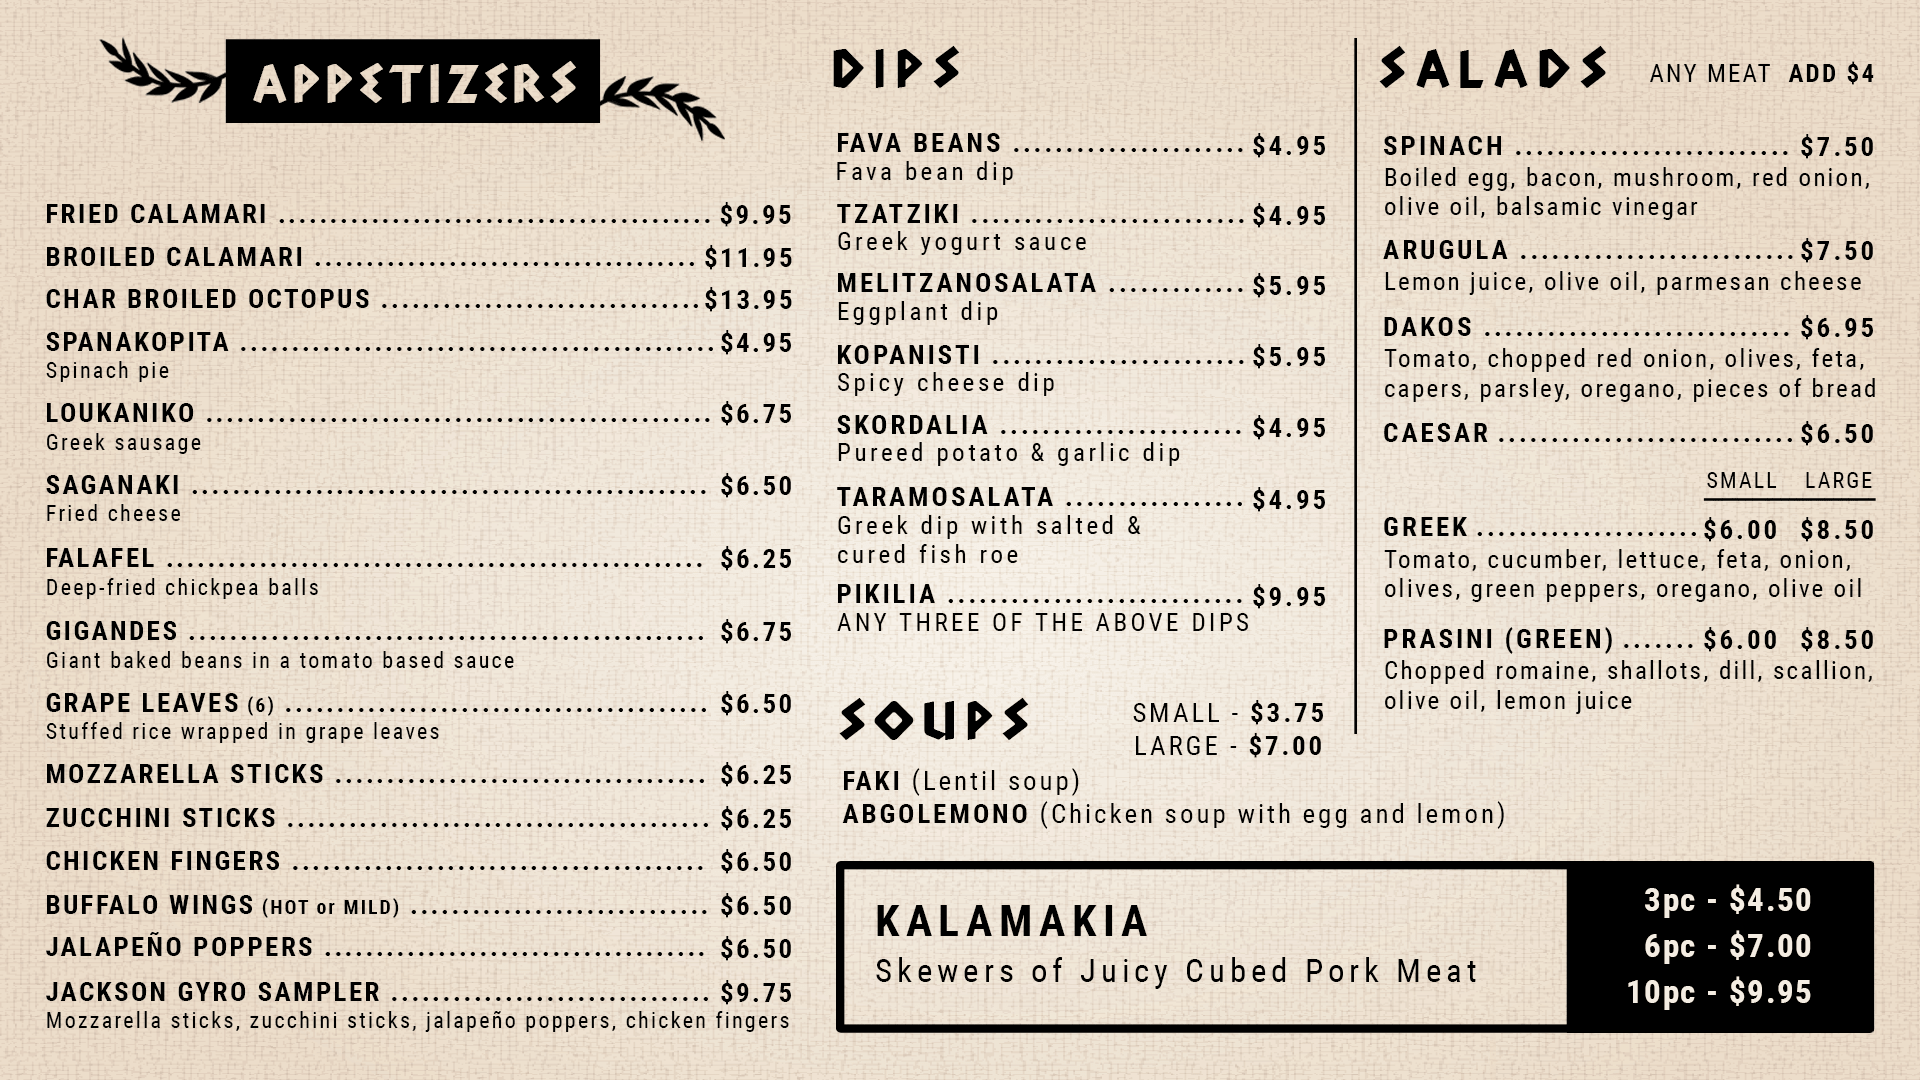 APPETIZERS
FRIED CALAMARI ........................................... $9.95
BROILED CALAMARI ..................................... $11.95
CHAR BROILED OCTOPUS ............................... $13.95
SPANAKOPITA .............................................. $4.95
Spinach pie
LOUKANIKO ................................................. $6.75
Greek sausage
SAGANAKI .................................................. $6.50
Fried cheese
FALAFEL .................................................... $6.25
Deep-fried chickpea balls
GIGANDES .................................................. $6.75
Giant baked beans in a tomato based sauce
GRAPE LEAVES (6) ......................................... $6.50
Stuffed rice wrapped in grape leaves
MOZZARELLA STICKS .................................... $6.25
ZUCCHINI STICKS ......................................... $6.25
CHICKEN FINGERS ........................................ $6.50
BUFFALO WINGS (HOT or MILD) ............................. $6.50
JALAPEÑO POPPERS ..................................... $6.50
JACKSON GYRO SAMPLER ............................... $9.75
Mozzarella sticks, zucchini sticks, jalapeño poppers, chicken fingers
DIPS
FAVA BEANS ....................... $4.95
Fava bean dip
TZATZIKI ........................... $4.95
Greek yogurt sauce
MELITZANOSALATA ............. $5.95
Eggplant dip
KOPANISTI ......................... $5.95
Spicy cheese dip
SKORDALIA ........................ $4.95
Pureed potato & garlic dip
TARAMOSALATA .................. $4.95
Greek dip with salted &
cured fish roe
PIKILIA ............................. $9.95
ANY THREE OF THE ABOVE DIPS
SOUPS
SMALL - $3.75
LARGE - $7.00
FAKI (Lentil soup)
ABGOLEMONO (Chicken soup with egg and lemon)
SALADS ANY MEAT ADD $4
SPINACH ........................... $7.50
Boiled egg, bacon, mushroom, red onion,
olive oil, balsamic vinegar
ARUGULA ........................... $7.50
Lemon juice, olive oil, parmesan cheese
DAKOS .............................. $6.95
Tomato, chopped red onion, olives, feta,
capers, parsley, oregano, pieces of bread
CAESAR ............................. $6.50
SMALL LARGE
GREEK ...................... $6.00 $8.50
Tomato, cucumber, lettuce, feta, onion,
olives, green peppers, oregano, olive oil
PRASINI (GREEN) ....... $6.00 $8.50
Chopped romaine, shallots, dill, scallion,
olive oil, lemon juice
KALAMAKIA
Skewers of Juicy Cubed Pork Meat
3pc - $4.50
6pc - $7.00
10pc - $9.95